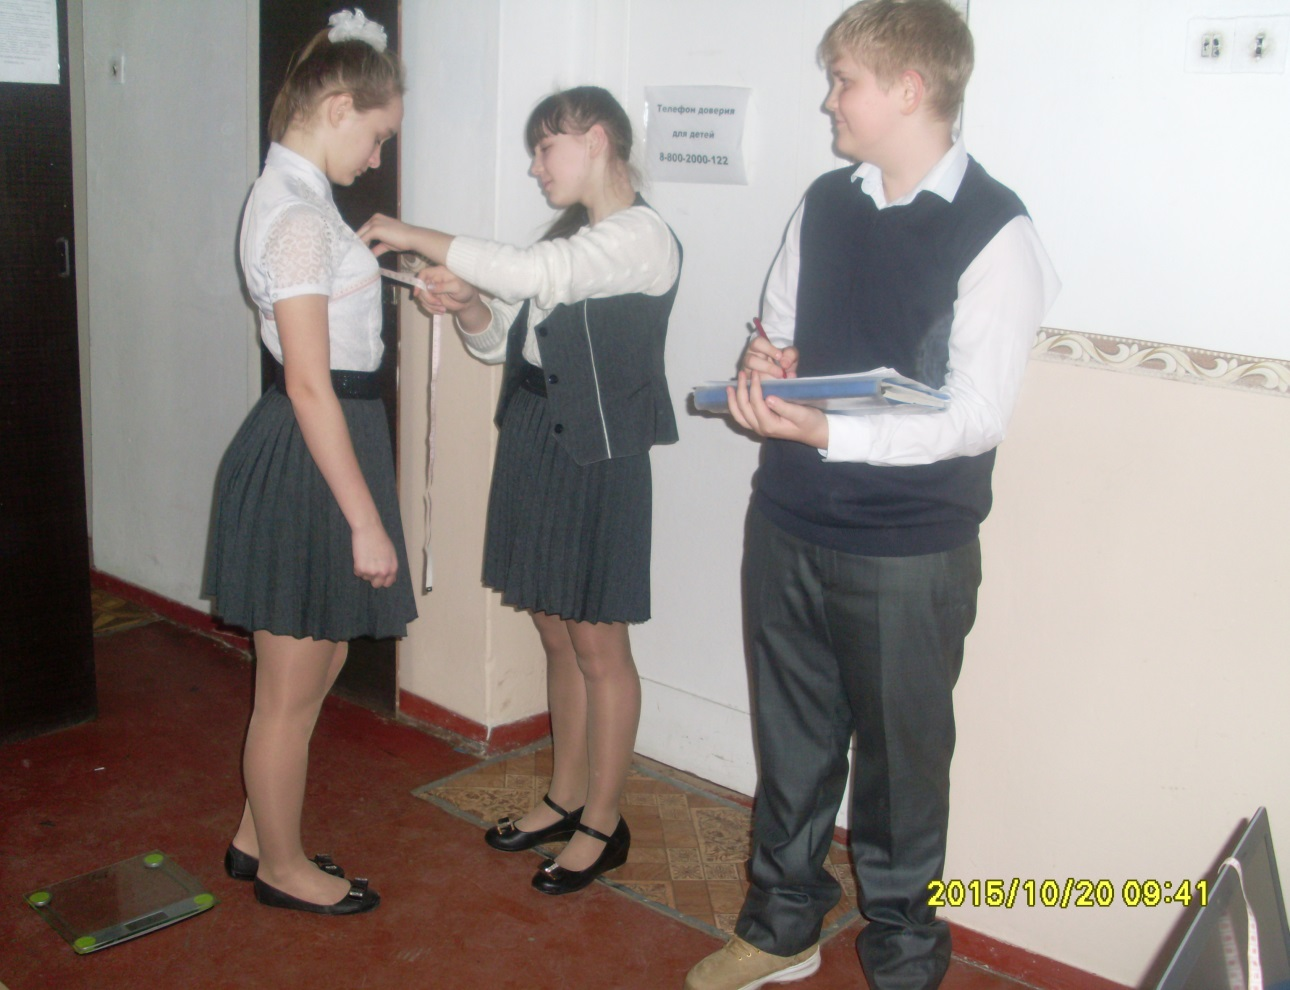 Телефон доверия
для детей
8-800-2000-122
2015/10/20 09:41